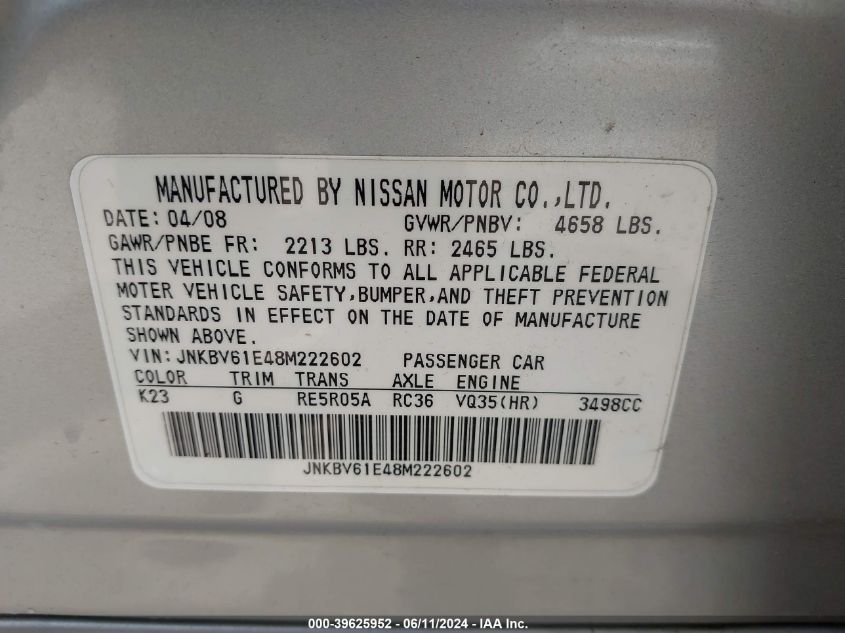 MANUFACTURED BY NISSAN MOTOR CO.,LTD.
DATE: 04/08 GVWR/PNBV: 4658 LBS.
GAWR/PNBE FR: 2213 LBS. RR: 2465 LBS.
THIS VEHICLE CONFORMS TO ALL APPLICABLE FEDERAL
MOTER VEHICLE SAFETY,BUMPER,AND THEFT PREVENTION
STANDARDS IN EFFECT ON THE DATE OF MANUFACTURE
SHOWN ABOVE.
VIN: JNKBV61E48M222602 PASSENGER CAR
COLOR TRIM TRANS AXLE ENGINE
K23 G RE5R05A RC36 VQ35(HR) 3498CC
JNKBV61E48M222602
000-39625952 - 06/11/2024 - IAA Inc.